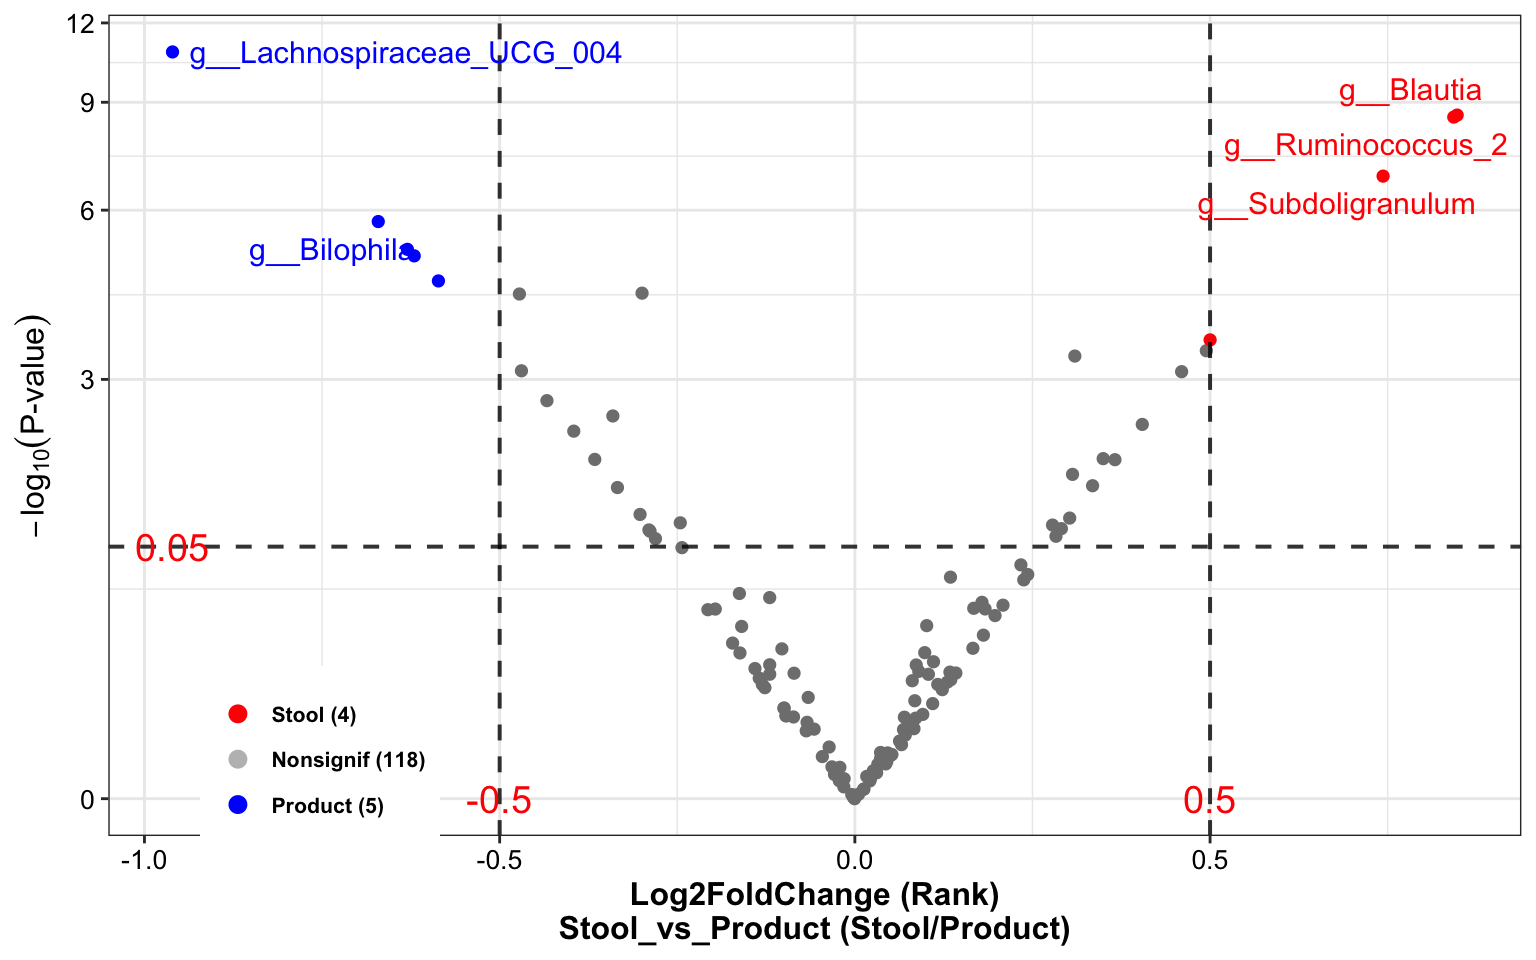 12
9
6
3
0
−log10(P-value)
g__Lachnospiraceae_UCG_004
g__Blautia
g__Ruminococcus_2
g__Subdoligranulum
g__Bilophila
0.05
Stool (4)
Nonsignif (118)
Product (5)
-0.5
0.5
-1.0
-0.5
0.0
0.5
Log2FoldChange (Rank)
Stool_vs_Product (Stool/Product)